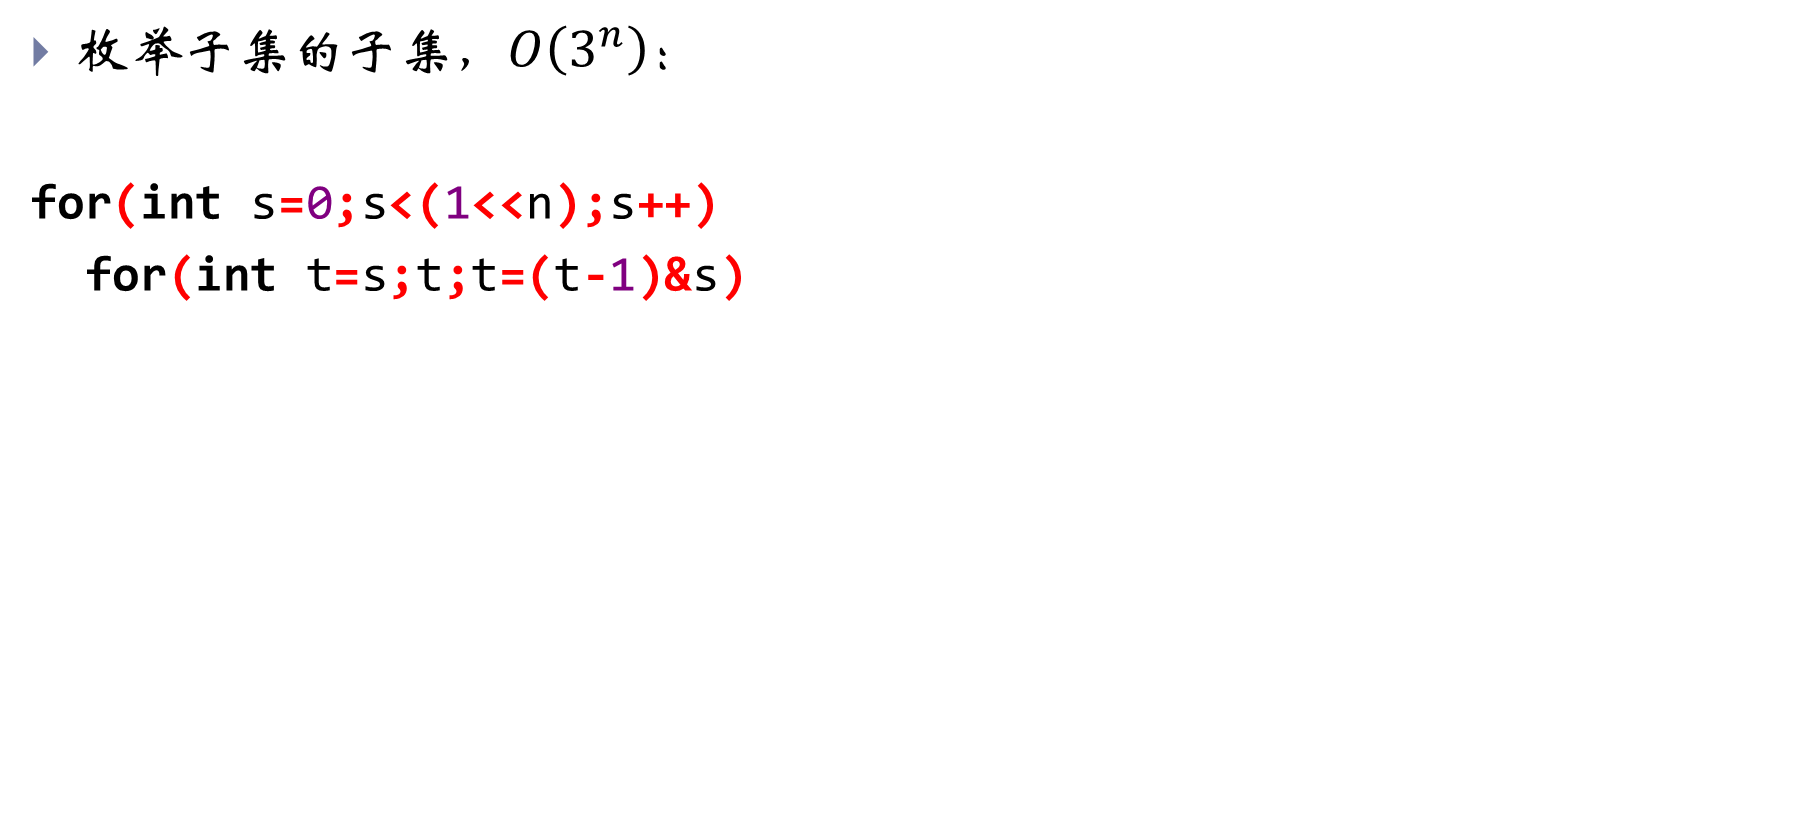 枚举子集的子集，O(3ⁿ)：
for(int s=0;s<(1<<n);s++)
for(int t=s;t;t=(t-1)&s)